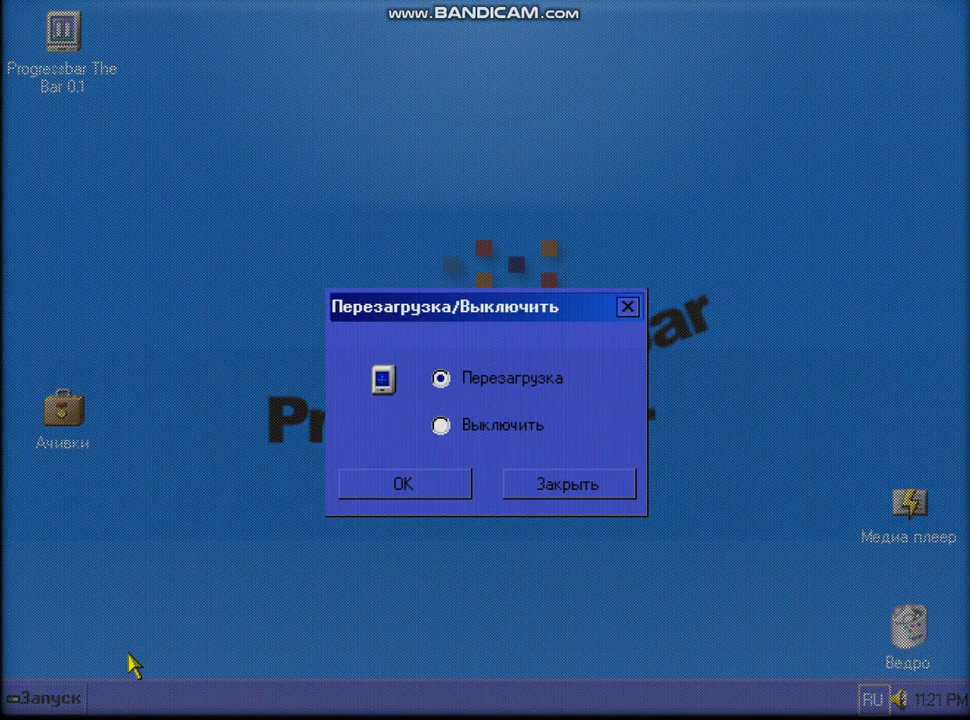 www.BANDICAM.com
Progressbar The
Bar 0.1
Перезагрузка/Выключить
Перезагрузка
Выключить
OK
Закрыть
Ачивки
Медиа плеер
Ведро
Запуск
RU
11:21 PM